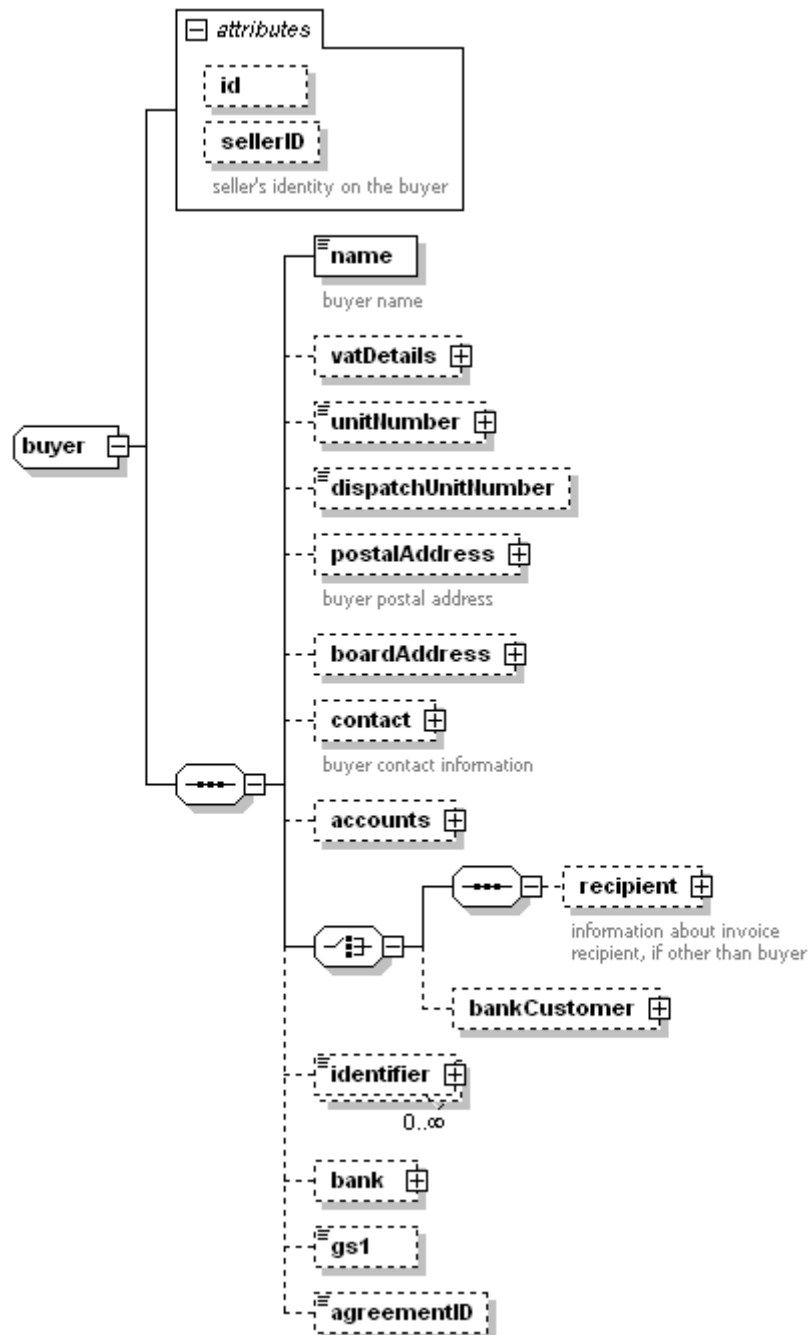 attributes
id
sellerID
seller's identity on the buyer
name
buyer name
vatDetails
unitNumber
buyer
dispatchUnitNumber
postalAddress
buyer postal address
boardAddress
contact
buyer contact information
accounts
recipient
information about invoice
recipient, if other than buyer
bankCustomer
identifier
0..∞
bank
gs1
agreementID